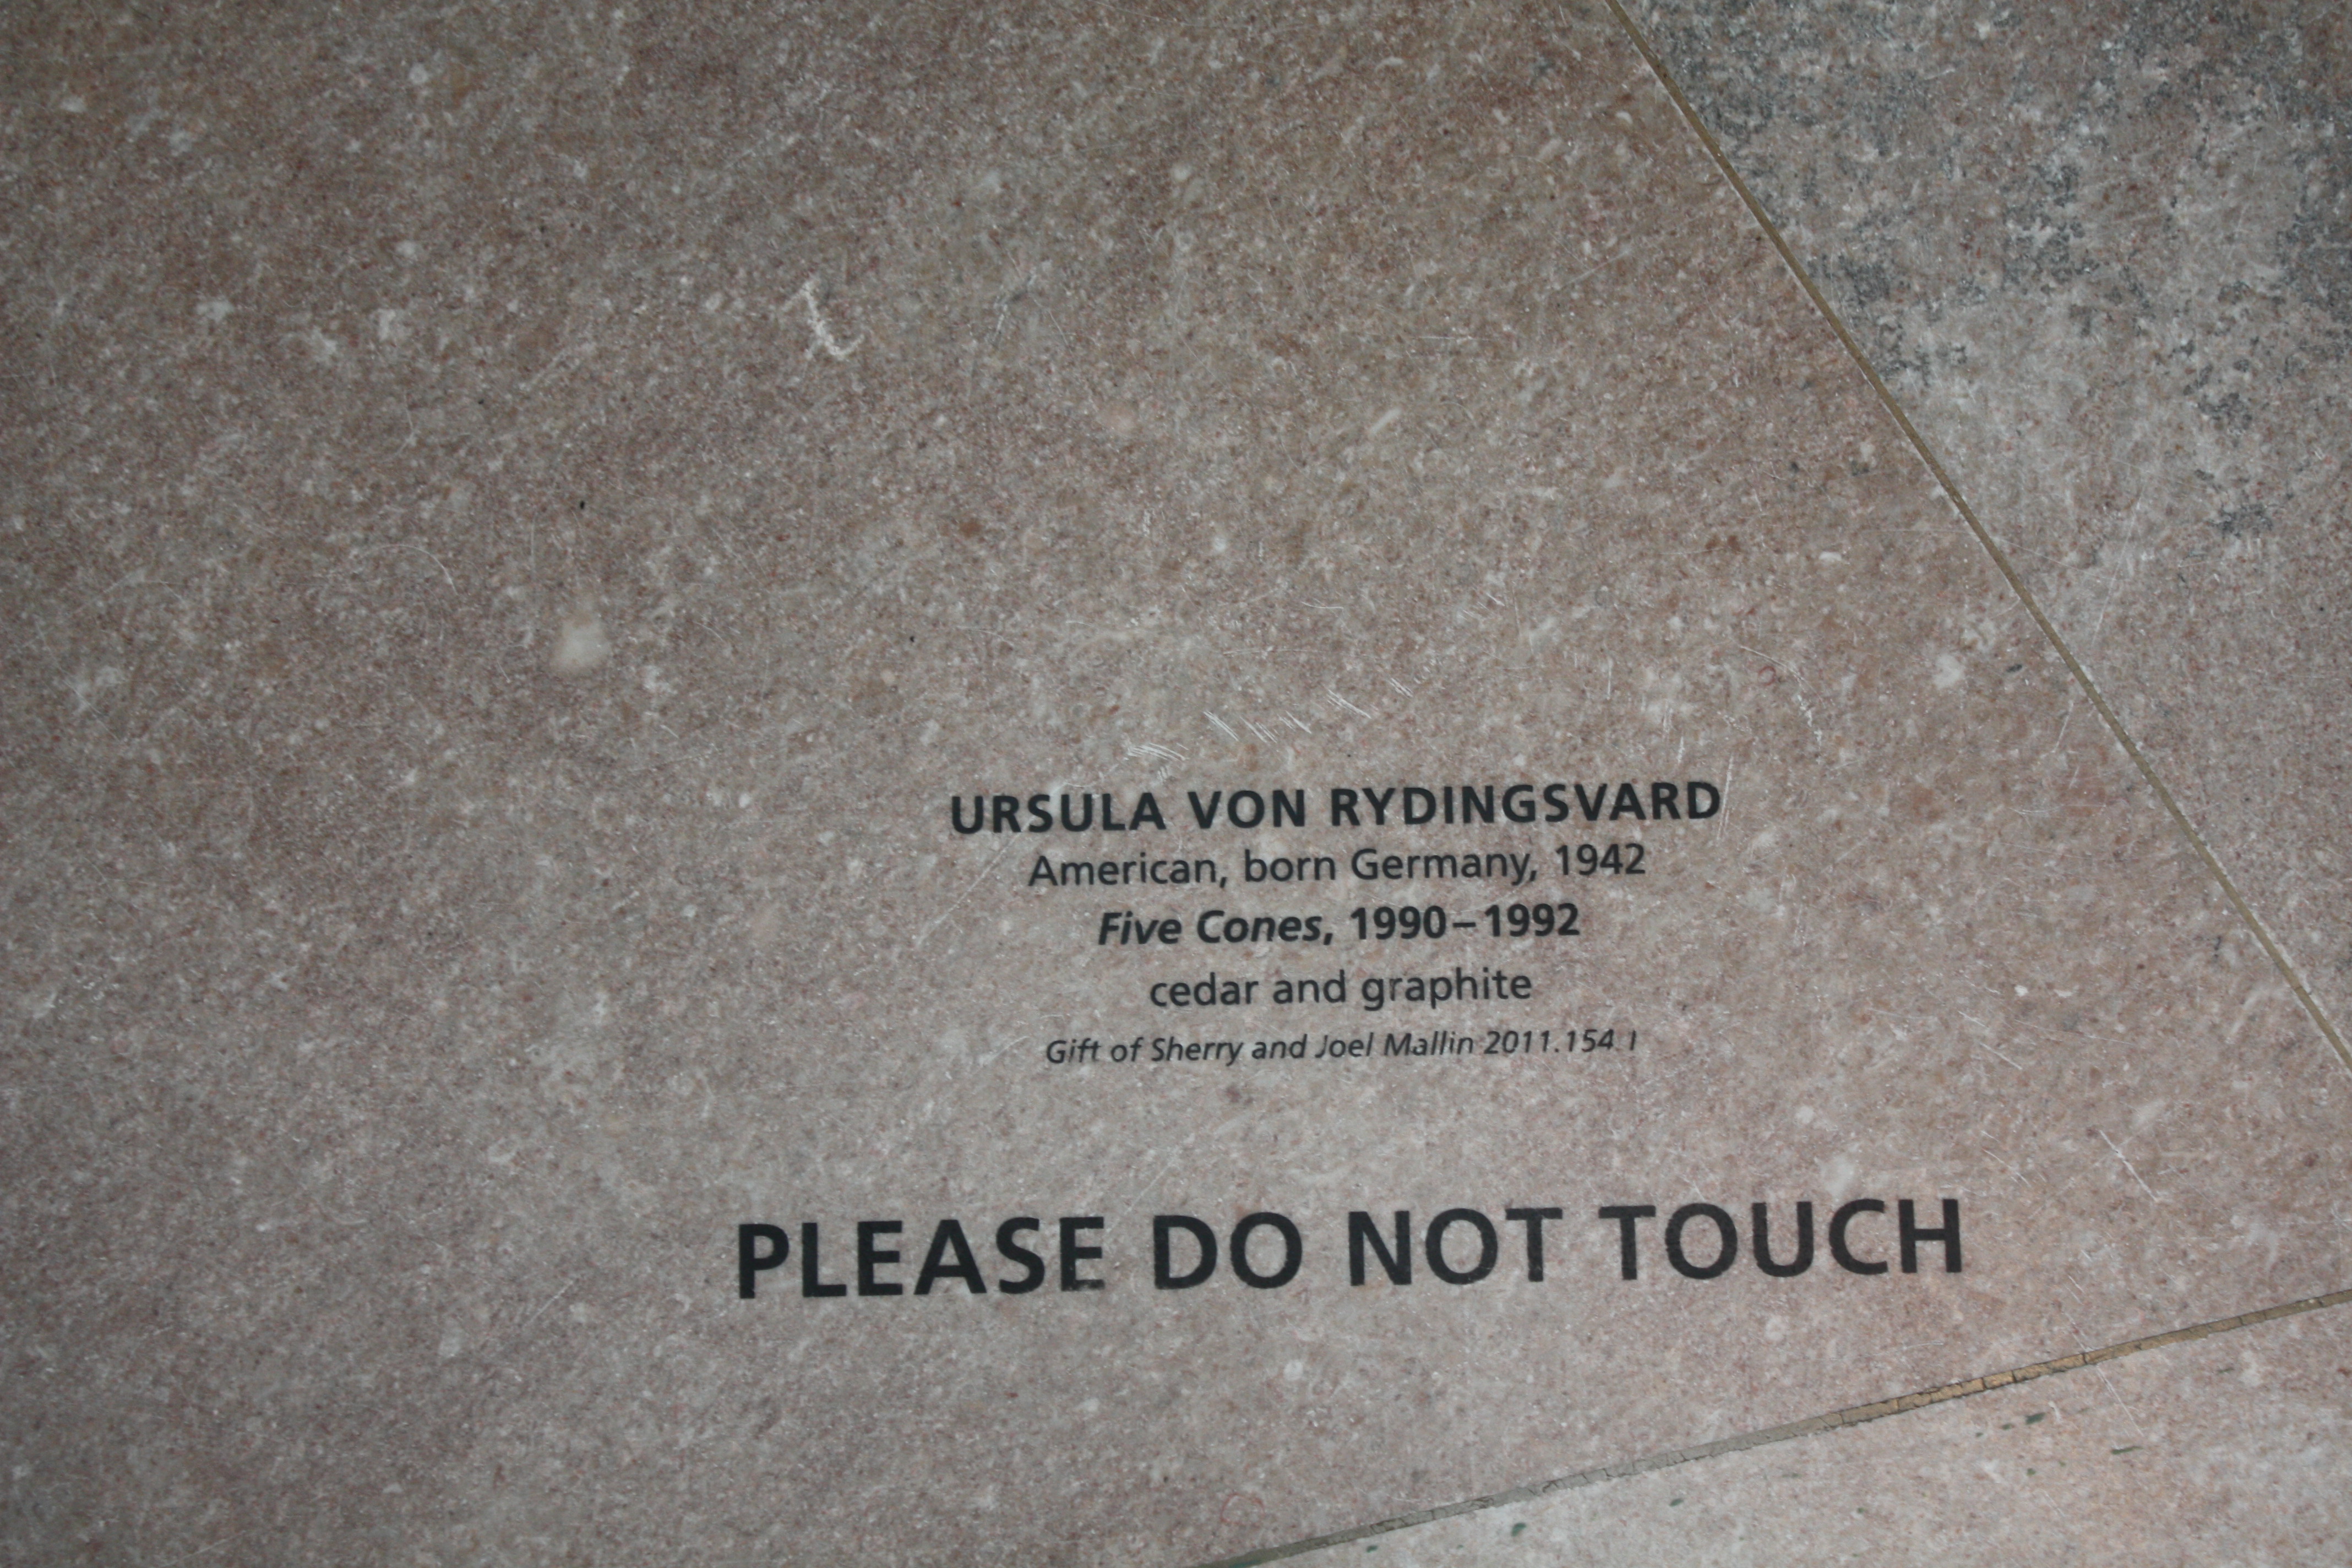 URSULA VON RYDINGSVARD
American, born Germany, 1942
Five Cones, 1990–1992
cedar and graphite
Gift of Sherry and Joel Mallin 2011.154.1
PLEASE DO NOT TOUCH